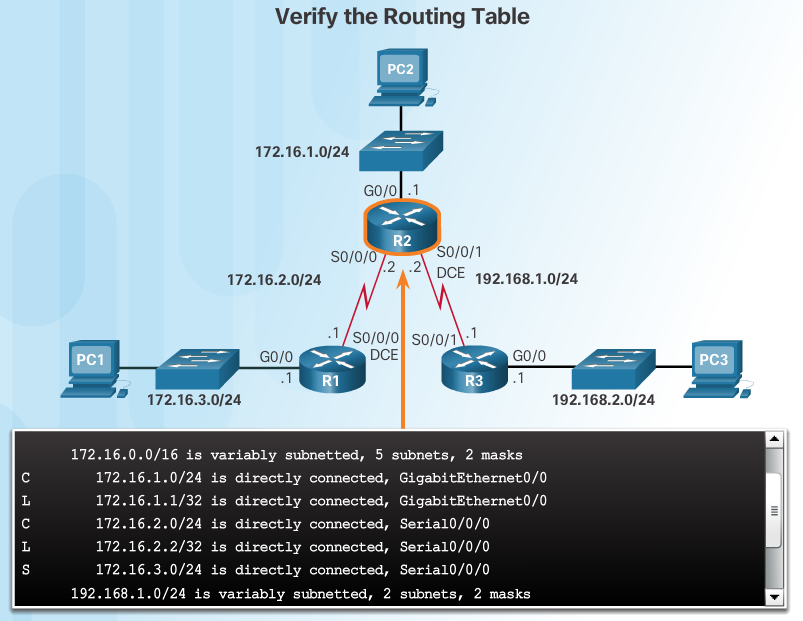 Verify the Routing Table
PC2
172.16.1.0/24
G0/0 .1
R2
S0/0/0 .2 .2 S0/0/1
DCE
172.16.2.0/24
192.168.1.0/24
.1 S0/0/0
DCE
S0/0/1 .1
PC1
G0/0
.1
R1
R3
G0/0
.1
PC3
172.16.3.0/24
192.168.2.0/24
172.16.0.0/16 is variably subnetted, 5 subnets, 2 masks
C 172.16.1.0/24 is directly connected, GigabitEthernet0/0
L 172.16.1.1/32 is directly connected, GigabitEthernet0/0
C 172.16.2.0/24 is directly connected, Serial0/0/0
L 172.16.2.2/32 is directly connected, Serial0/0/0
S 172.16.3.0/24 is directly connected, Serial0/0/0
192.168.1.0/24 is variably subnetted, 2 subnets, 2 masks